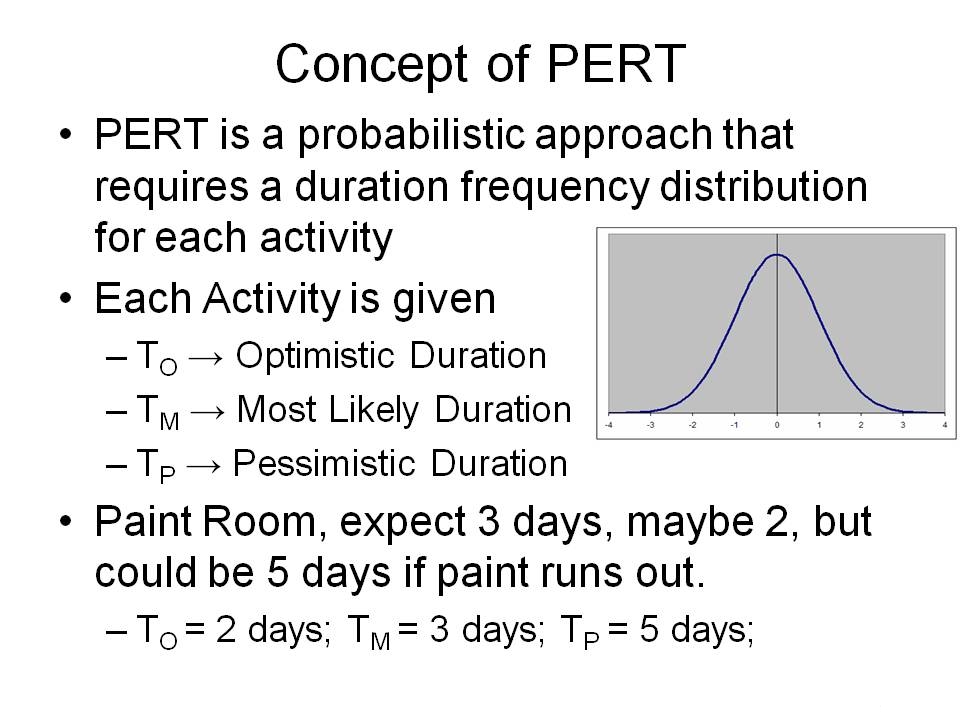 Concept of PERT
• PERT is a probabilistic approach that
requires a duration frequency distribution
for each activity
• Each Activity is given
– T_O → Optimistic Duration
– T_M → Most Likely Duration
– T_P → Pessimistic Duration
-4 -3 -2 -1 0 1 2 3 4
• Paint Room, expect 3 days, maybe 2, but
could be 5 days if paint runs out.
– T_O = 2 days; T_M = 3 days; T_P = 5 days;